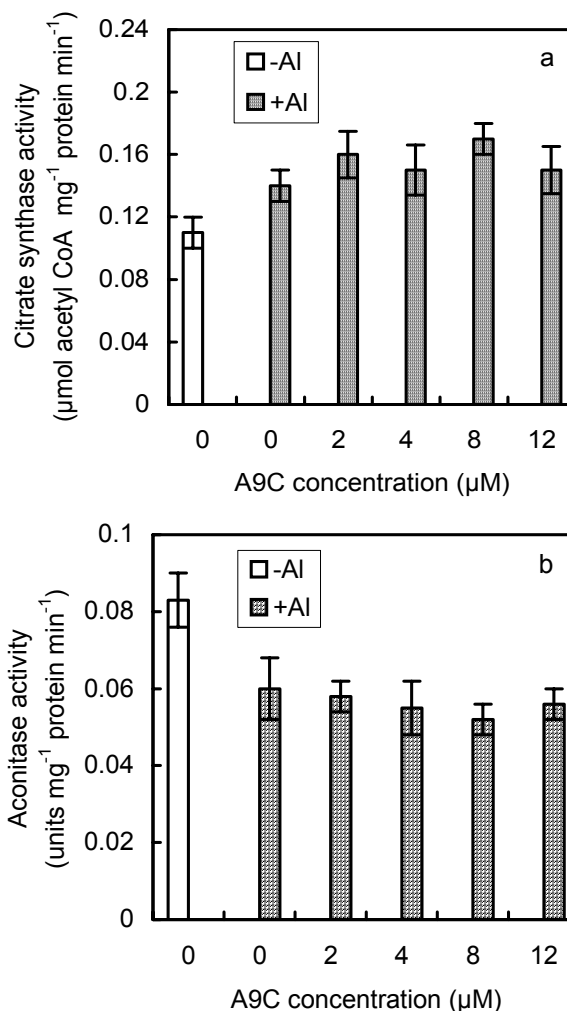 0.24
0.20
0.16
0.12
0.08
0.04
0
Citrate synthase activity
(µmol acetyl CoA mg⁻¹ protein min⁻¹)
-Al
+Al
a
0 0 2 4 8 12
A9C concentration (µM)
0.1
0.08
0.06
0.04
0.02
0
Aconitase activity
(units mg⁻¹ protein min⁻¹)
-Al
+Al
b
0 0 2 4 8 12
A9C concentration (µM)